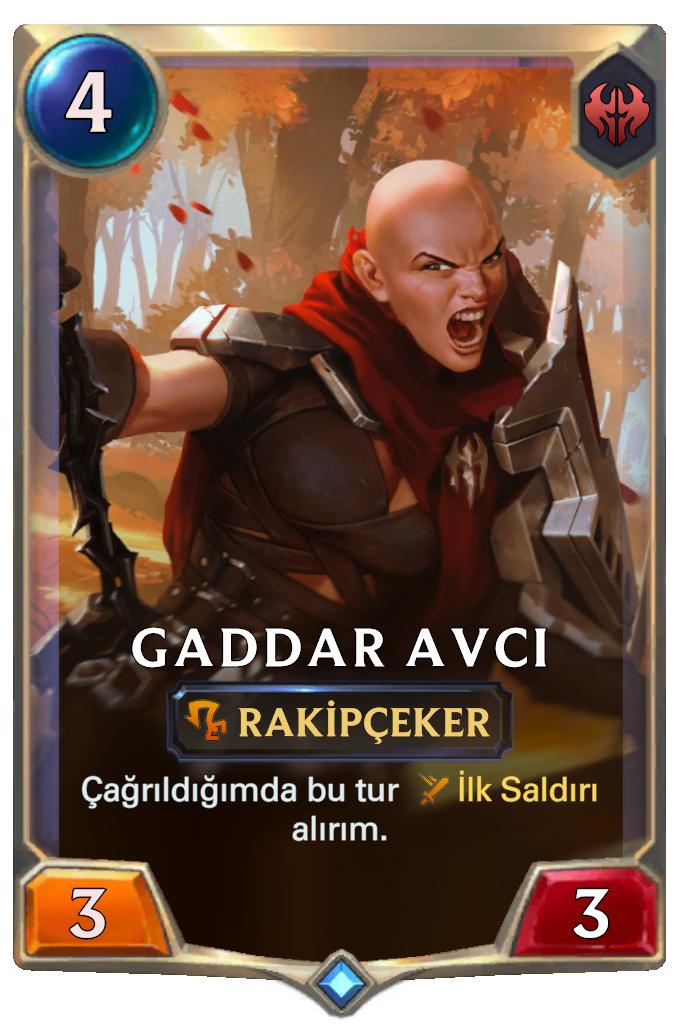 4
GADDAR AVCI
RAKİPÇEKER
Çağrıldığımda bu tur İlk Saldırı
alırım.
3
3